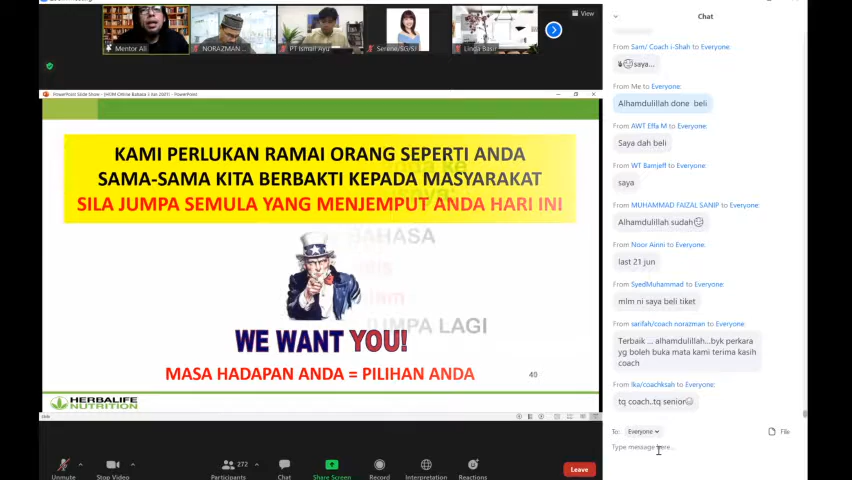 View
Mentor Ali
NORAZMAN ...
PT Ismail Ayu
Serene/SG/SI
Linda Basir
KAMI PERLUKAN RAMAI ORANG SEPERTI ANDA
SAMA-SAMA KITA BERBAKTI KEPADA MASYARAKAT
SILA JUMPA SEMULA YANG MENJEMPUT ANDA HARI INI
BAHASA
JUMPA LAGI
WE WANT YOU!
MASA HADAPAN ANDA = PILIHAN ANDA
40
HERBALIFE
NUTRITION
Unmute
Stop Video
272
Participants
Chat
Share Screen
Record
Interpretation
Reactions
Leave
Chat
From Sam/ Coach i-Shah to Everyone:
saya...
From Me to Everyone:
Alhamdulillah done beli
From AWT Effa M to Everyone:
Saya dah beli
From WT Bamjeff to Everyone:
saya
From MUHAMMAD FAIZAL SANIP to Everyone:
Alhamdulillah sudah
From Noor Ainni to Everyone:
last 21 jun
From SyedMuhammad to Everyone:
mlm ni saya beli tiket
From sarifah/coach norazman to Everyone:
Terbaik ... alhamdulillah...byk perkara
yg boleh buka mata kami terima kasih
coach
From Ika/coachksah to Everyone:
tq coach..tq senior
To: Everyone
File
Type message here...